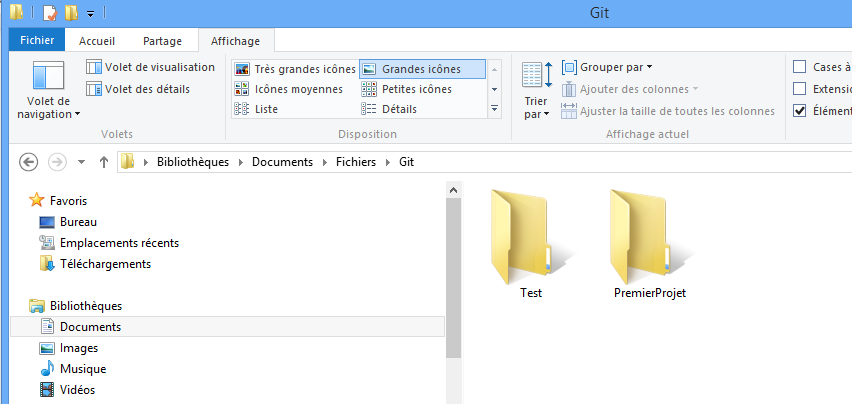 Git
Fichier Accueil Partage Affichage
Volet de navigation
Volet de visualisation
Volet des détails
Volets
Très grandes icônes Grandes icônes
Icônes moyennes Petites icônes
Liste Détails
Disposition
Trier par
Grouper par
Ajouter des colonnes
Ajuster la taille de toutes les colonnes
Affichage actuel
Cases à
Extensio
Élément
Bibliothèques Documents Fichiers Git
Favoris
Bureau
Emplacements récents
Téléchargements
Bibliothèques
Documents
Images
Musique
Vidéos
Test PremierProjet